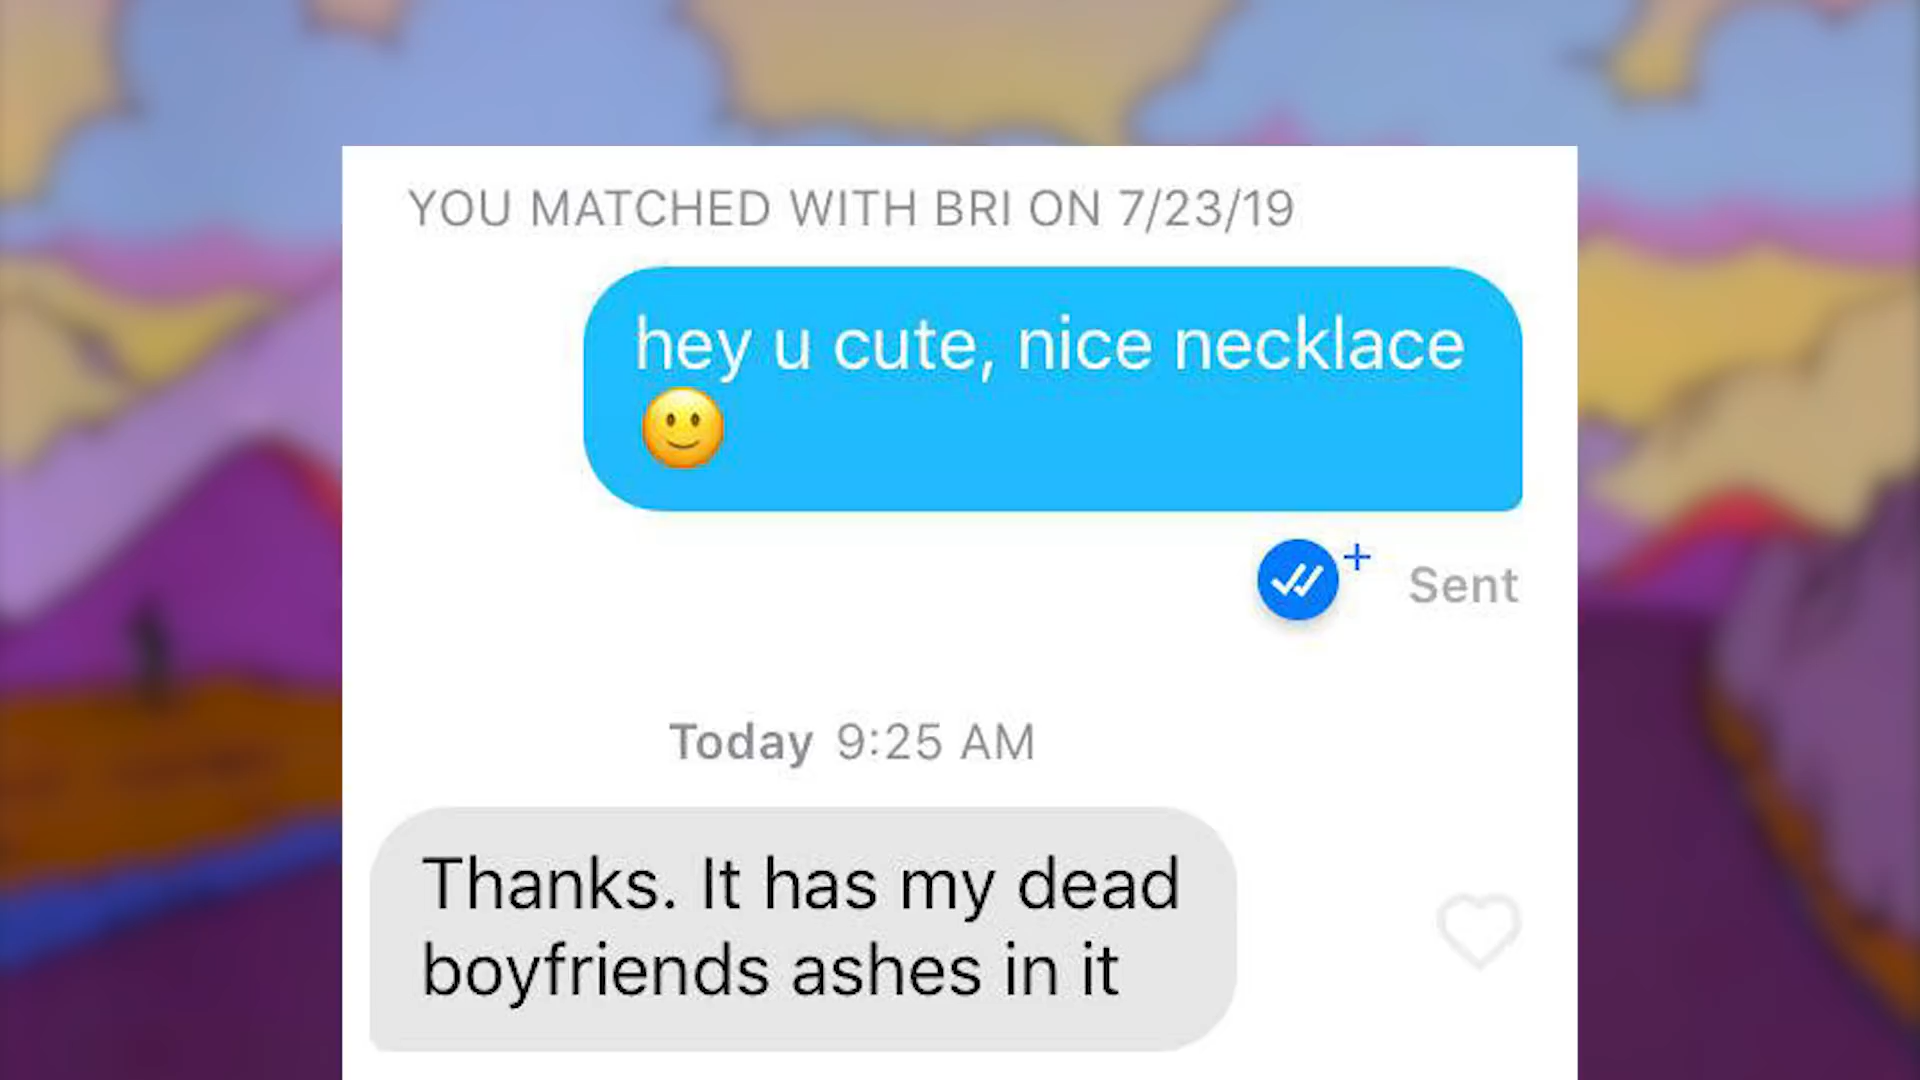 YOU MATCHED WITH BRI ON 7/23/19
hey u cute, nice necklace
🙂
Sent
Today 9:25 AM
Thanks. It has my dead
boyfriends ashes in it